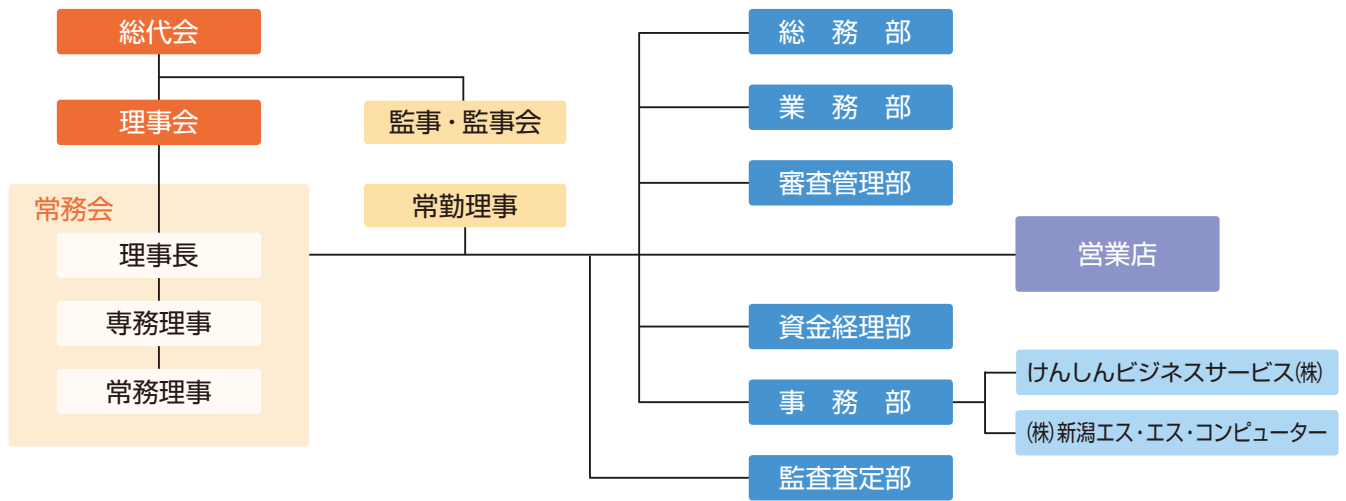 総代会
理事会
監事・監事会
常務会
理事長
専務理事
常務理事
常勤理事
総務部
業務部
審査管理部
営業店
資金経理部
事務部
けんしんビジネスサービス㈱
㈱新潟エス・エス・コンピューター
監査査定部